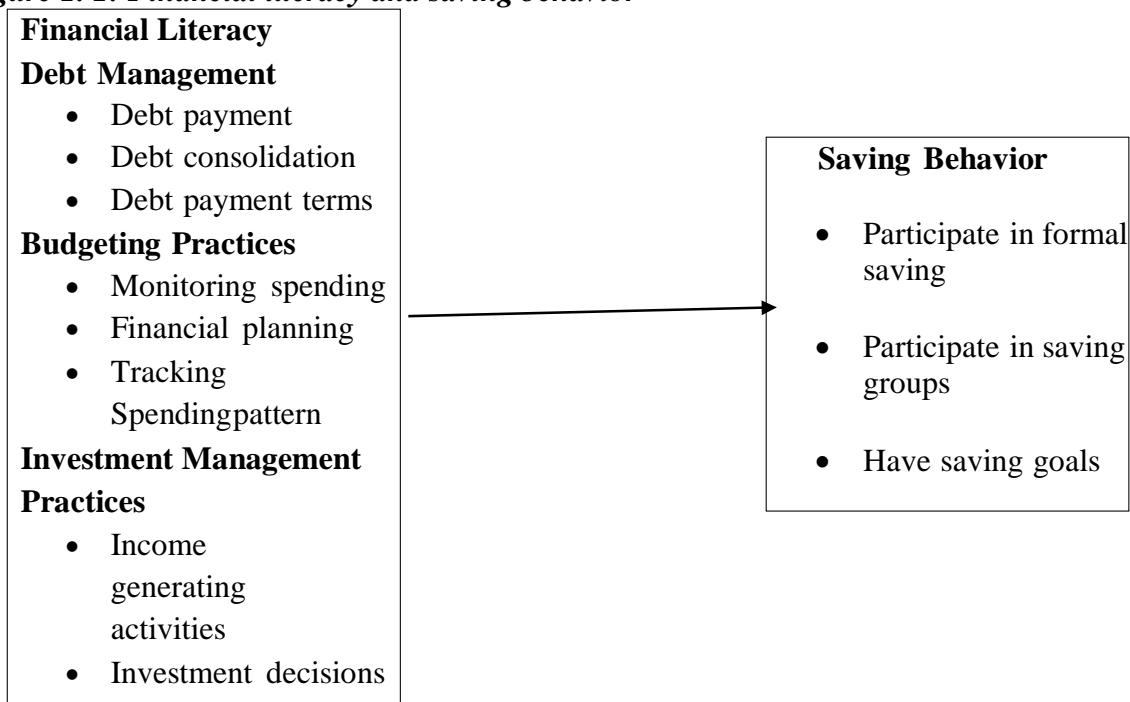 Financial Literacy
Debt Management
• Debt payment
• Debt consolidation
• Debt payment terms
Budgeting Practices
• Monitoring spending
• Financial planning
• Tracking
Spendingpattern
Investment Management
Practices
• Income
generating
activities
• Investment decisions
Saving Behavior
• Participate in formal
saving
• Participate in saving
groups
• Have saving goals